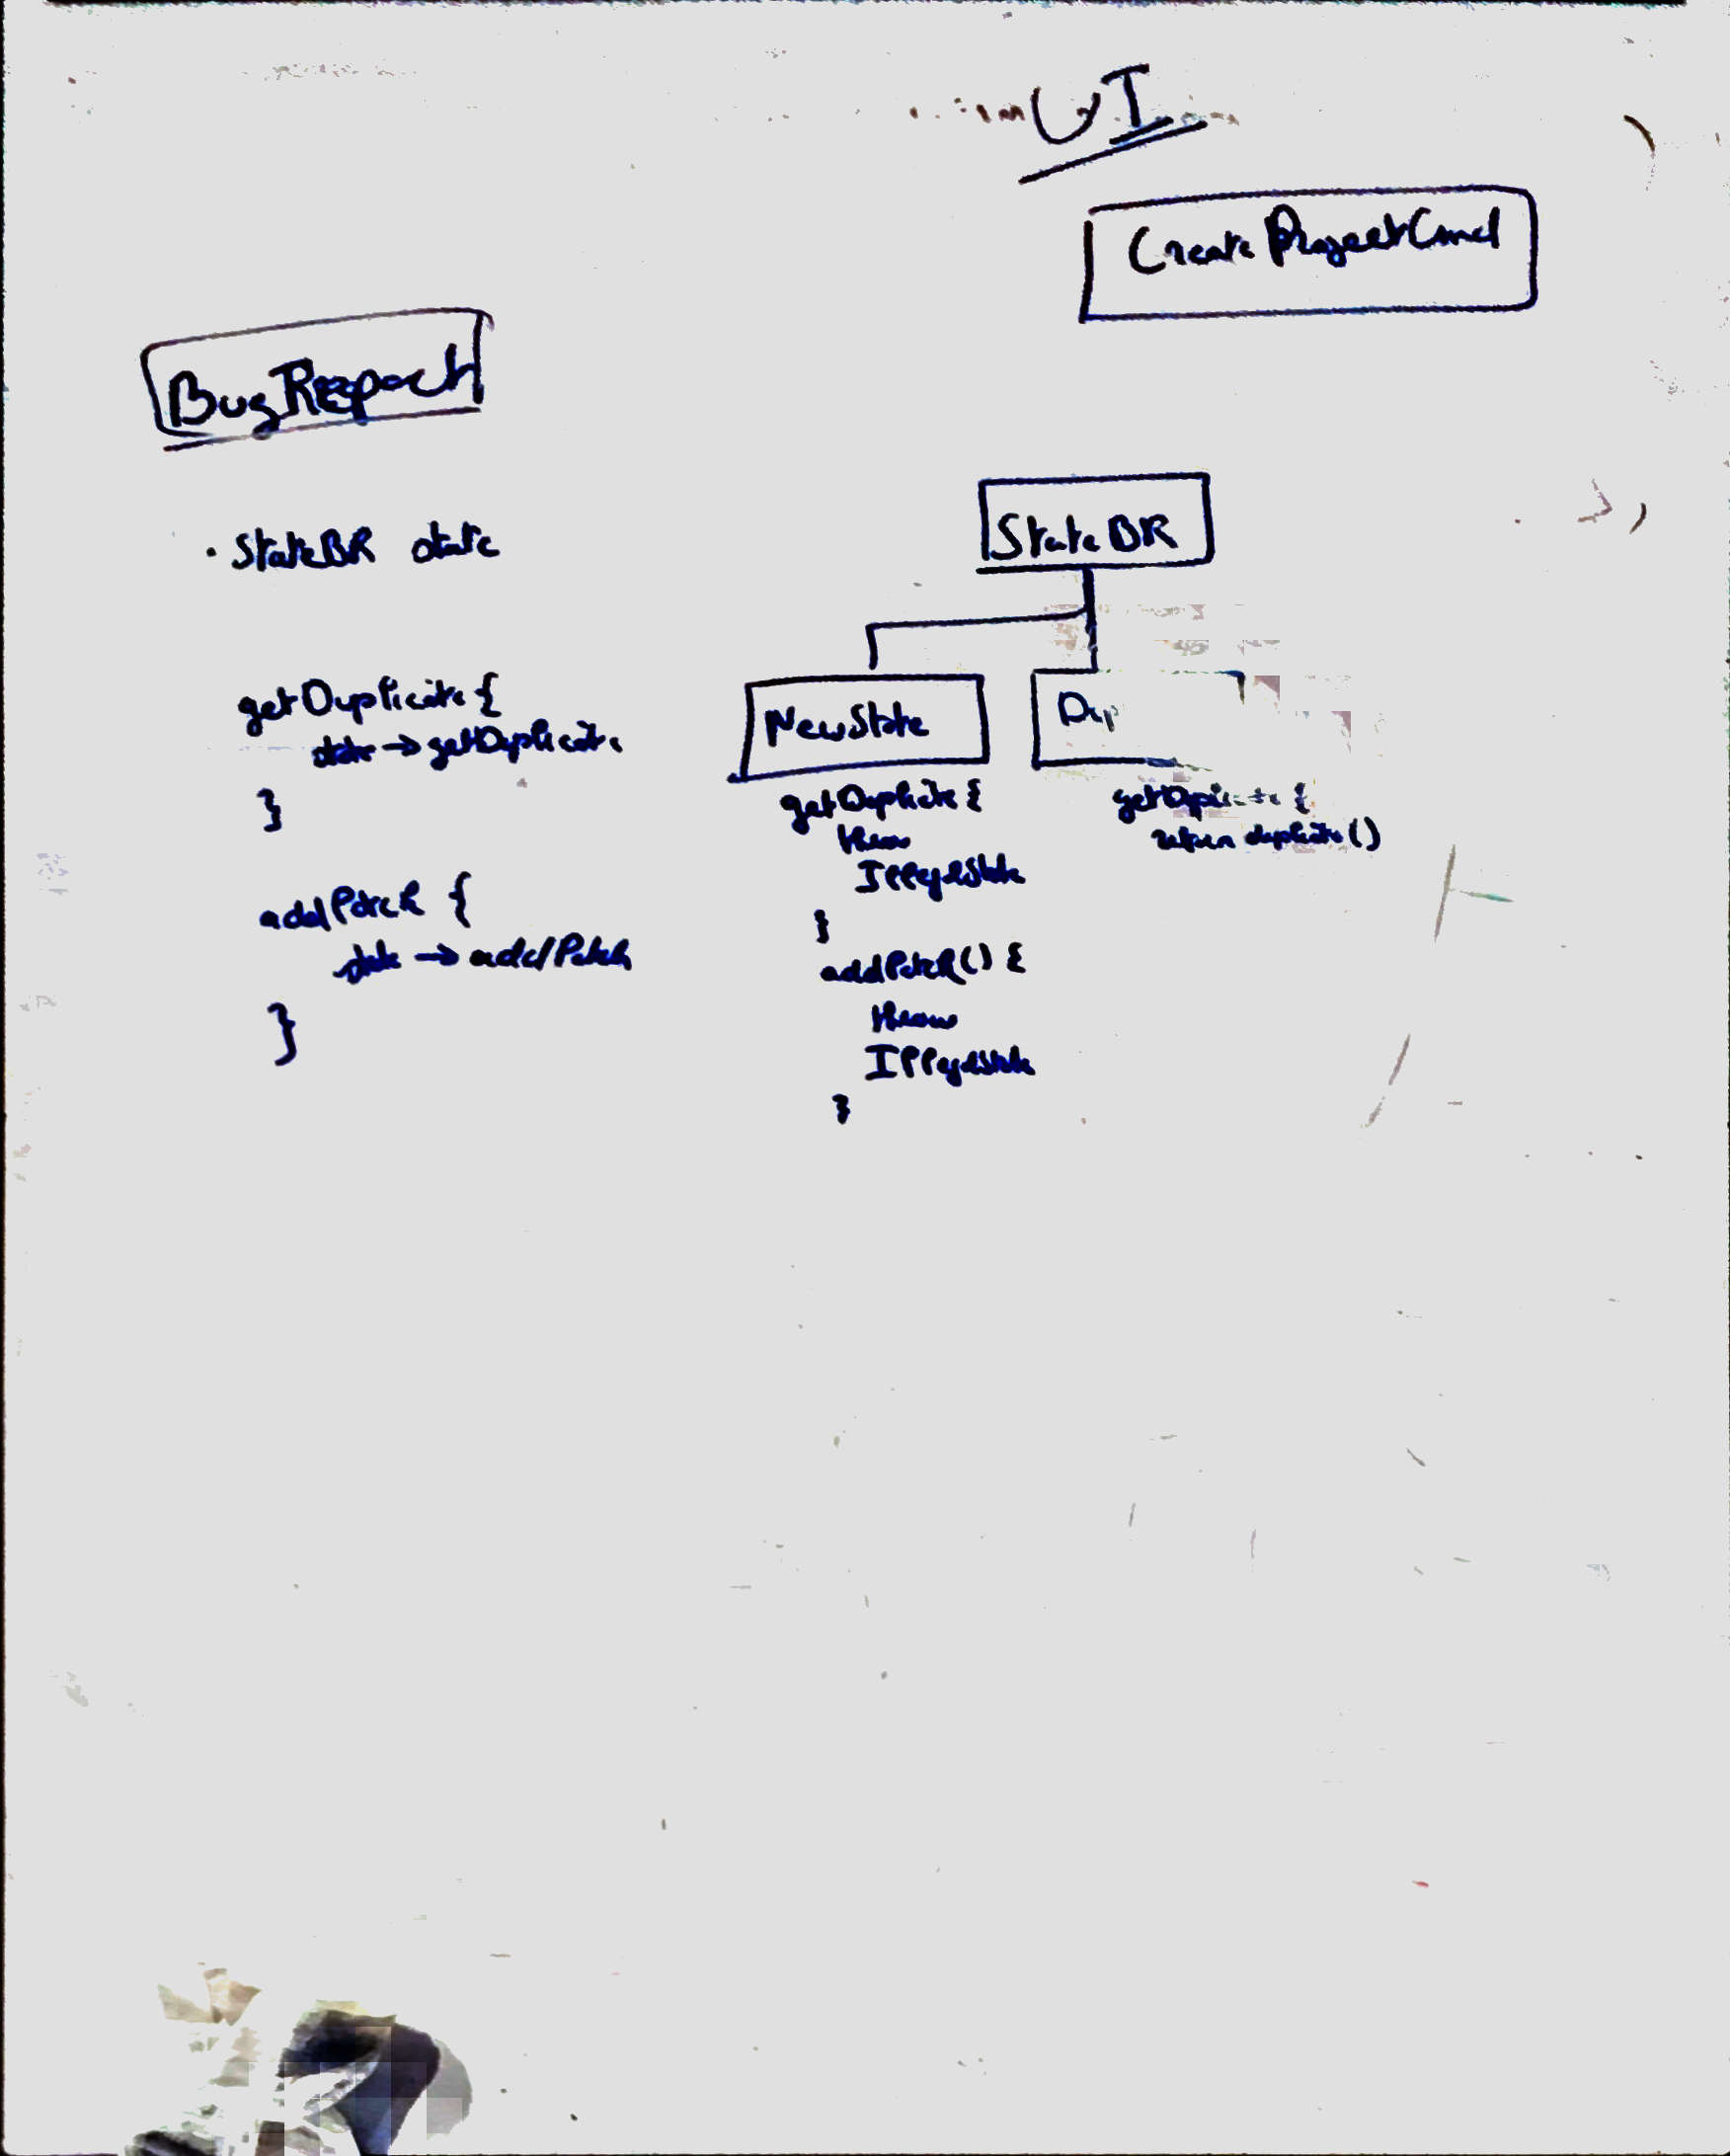 UI
CreateProjectCmd
BugReport
• StateBR state
StateBR
getDuplicate {
state → getDuplicate
}
addPatch {
state → addPatch
}
NewState
getDuplicate {
throw
IllegalState
}
addPatch() {
throw
IllegalState
}
Dup
getDuplicate {
return duplicate()